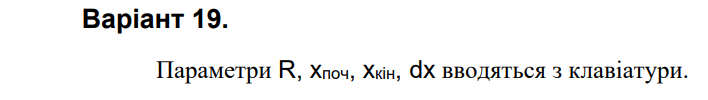 Варіант 19.
Параметри R, xпоч, xкін, dx вводяться з клавіатури.